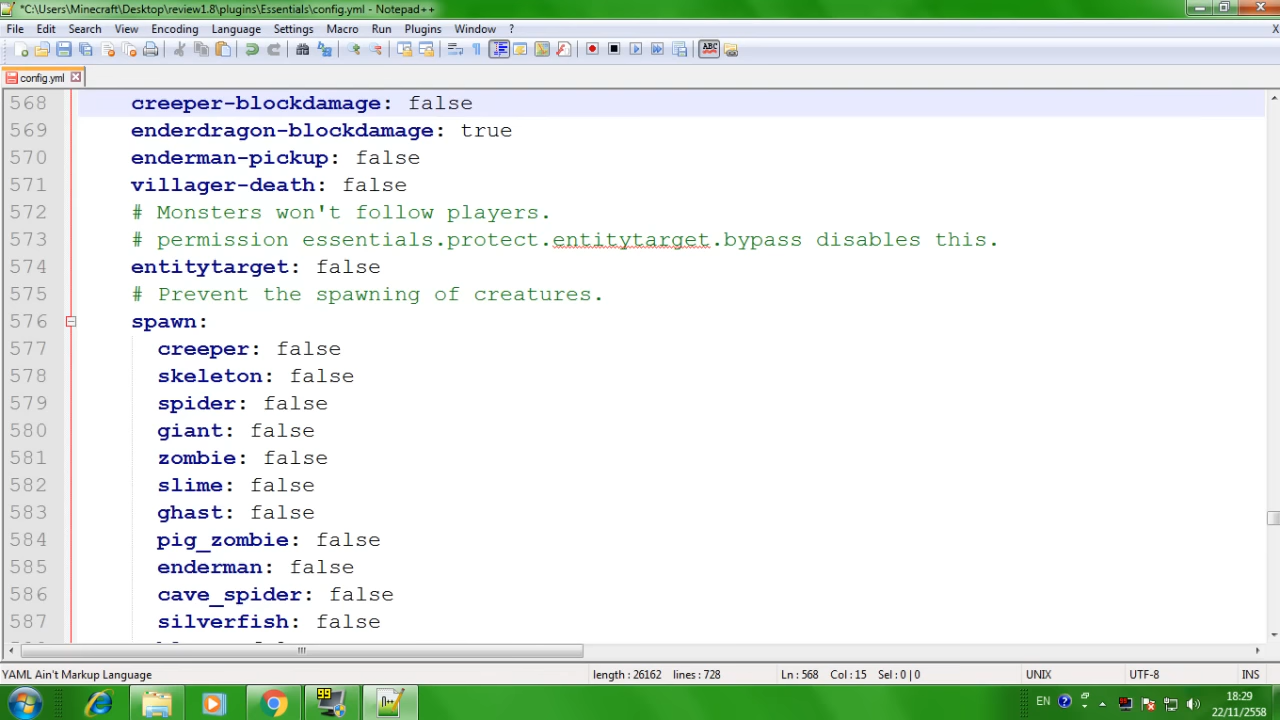 *C:\Users\Minecraft\Desktop\review1.8\plugins\Essentials\config.yml - Notepad++
File Edit Search View Encoding Language Settings Macro Run Plugins Window ? X
config.yml
568 creeper-blockdamage: false
569 enderdragon-blockdamage: true
570 enderman-pickup: false
571 villager-death: false
572 # Monsters won't follow players.
573 # permission essentials.protect.entitytarget.bypass disables this.
574 entitytarget: false
575 # Prevent the spawning of creatures.
576 spawn:
577 creeper: false
578 skeleton: false
579 spider: false
580 giant: false
581 zombie: false
582 slime: false
583 ghast: false
584 pig_zombie: false
585 enderman: false
586 cave_spider: false
587 silverfish: false
YAML Ain't Markup Language length : 26162 lines : 728 Ln : 568 Col : 15 Sel : 0 | 0 UNIX UTF-8 INS
99 EN 18:29
22/11/2558